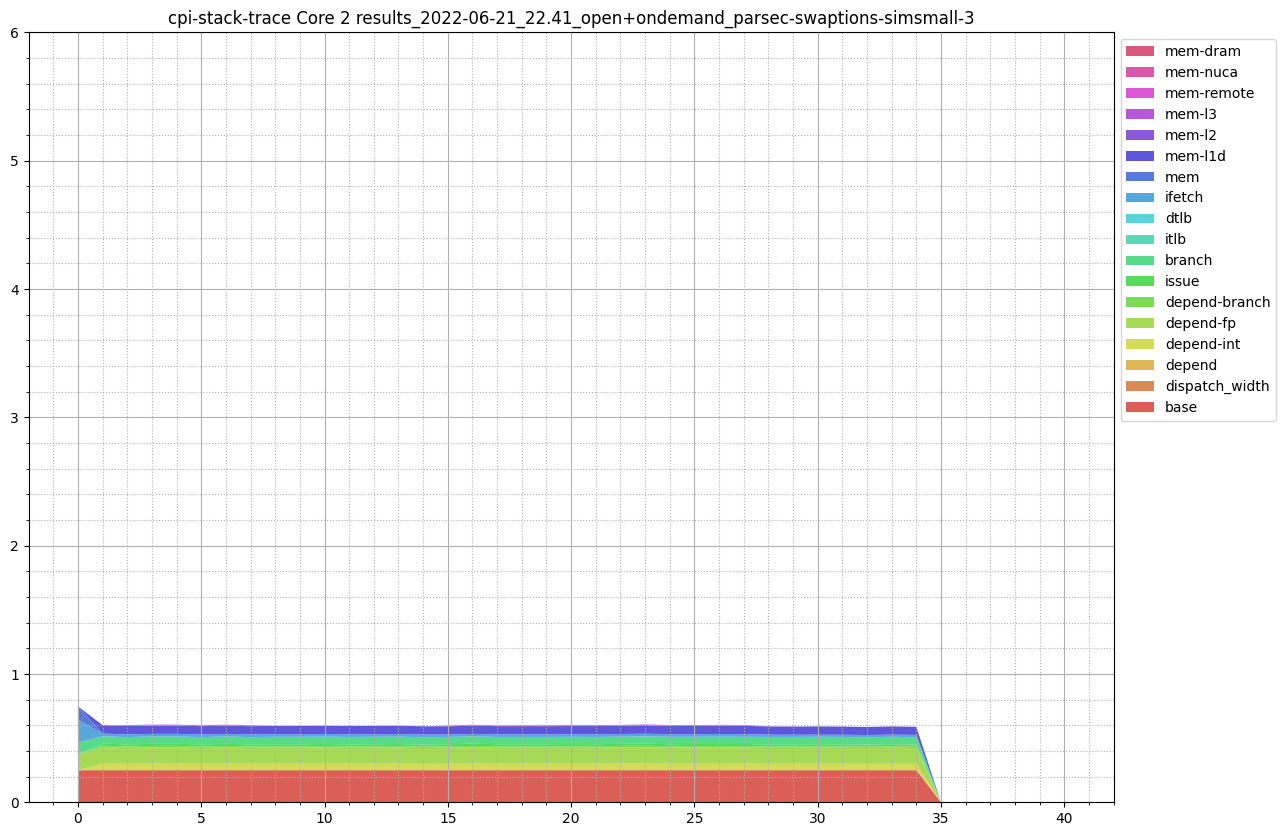 cpi-stack-trace Core 2 results_2022-06-21_22.41_open+ondemand_parsec-swaptions-simsmall-3
6
5
4
3
2
1
0
0 5 10 15 20 25 30 35 40
mem-dram
mem-nuca
mem-remote
mem-l3
mem-l2
mem-l1d
mem
ifetch
dtlb
itlb
branch
issue
depend-branch
depend-fp
depend-int
depend
dispatch_width
base